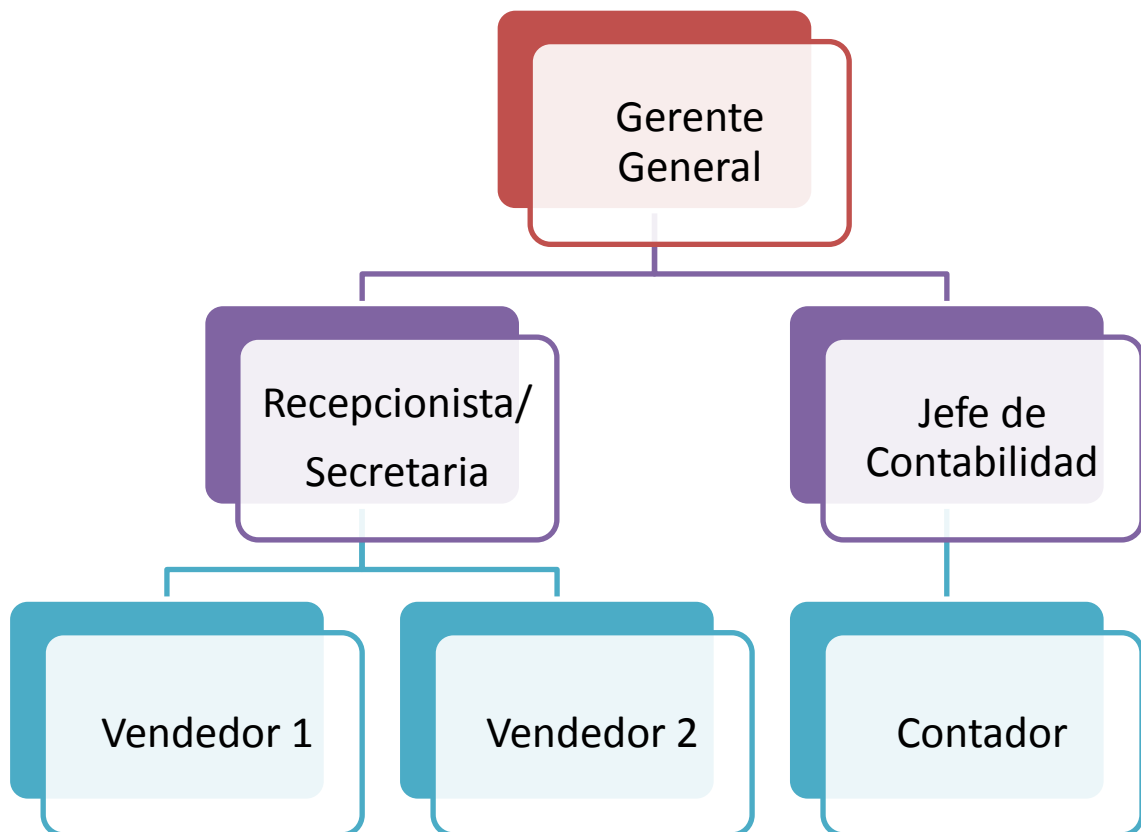 Gerente
General
Recepcionista/
Secretaria
Jefe de
Contabilidad
Vendedor 1
Vendedor 2
Contador